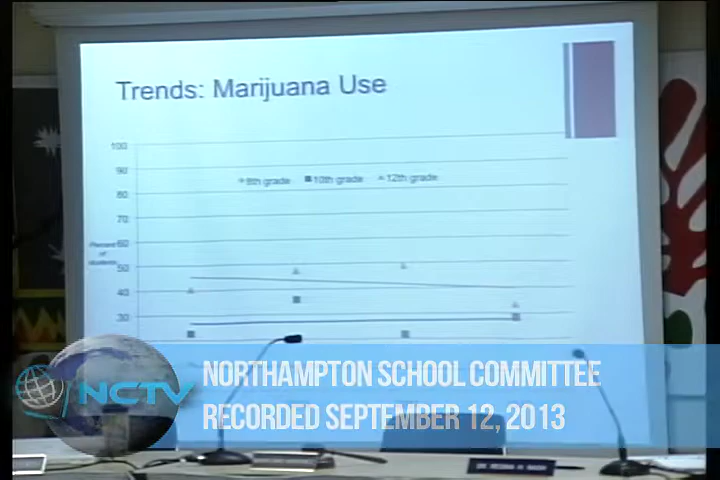 Trends: Marijuana Use
100
90
80
70
Percent of students
60
50
40
30
8th grade 10th grade 12th grade
NCTV
NORTHAMPTON SCHOOL COMMITTEE
RECORDED SEPTEMBER 12, 2013